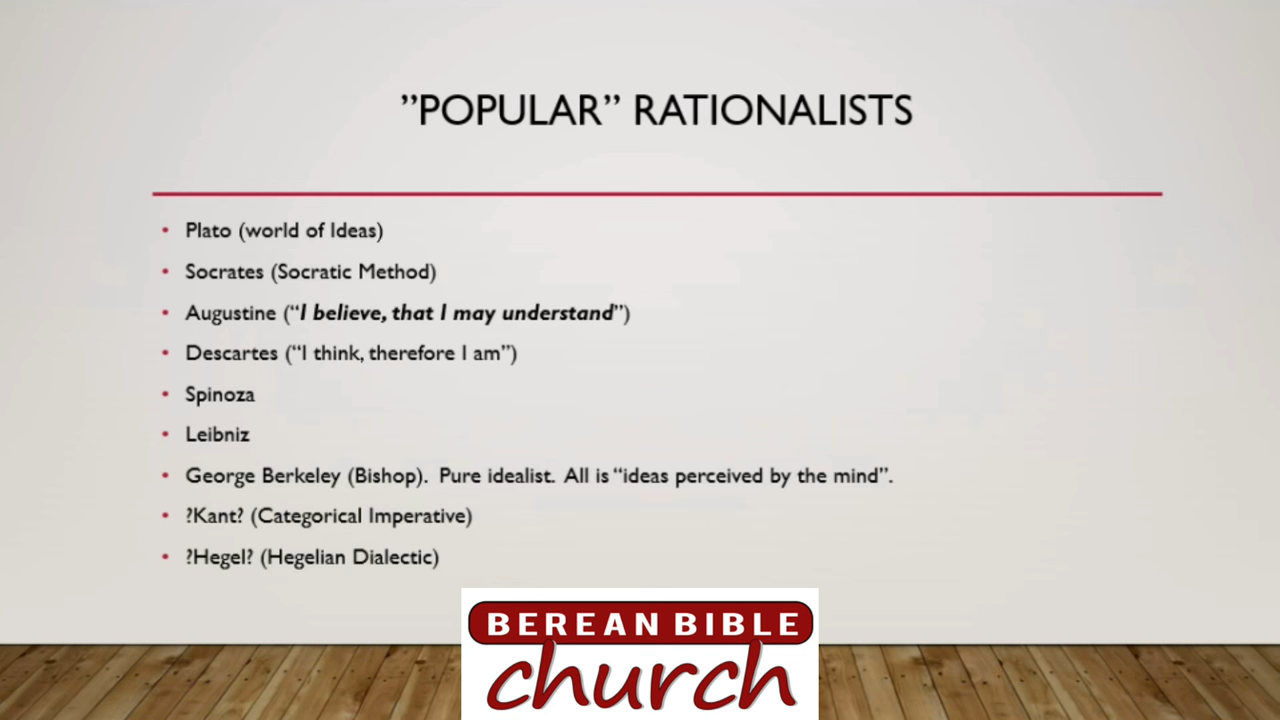 ”POPULAR” RATIONALISTS
• Plato (world of Ideas)
• Socrates (Socratic Method)
• Augustine (“I believe, that I may understand”)
• Descartes (“I think, therefore I am”)
• Spinoza
• Leibniz
• George Berkeley (Bishop).  Pure idealist.  All is “ideas perceived by the mind”.
• ?Kant? (Categorical Imperative)
• ?Hegel? (Hegelian Dialectic)
BEREAN BIBLE
church